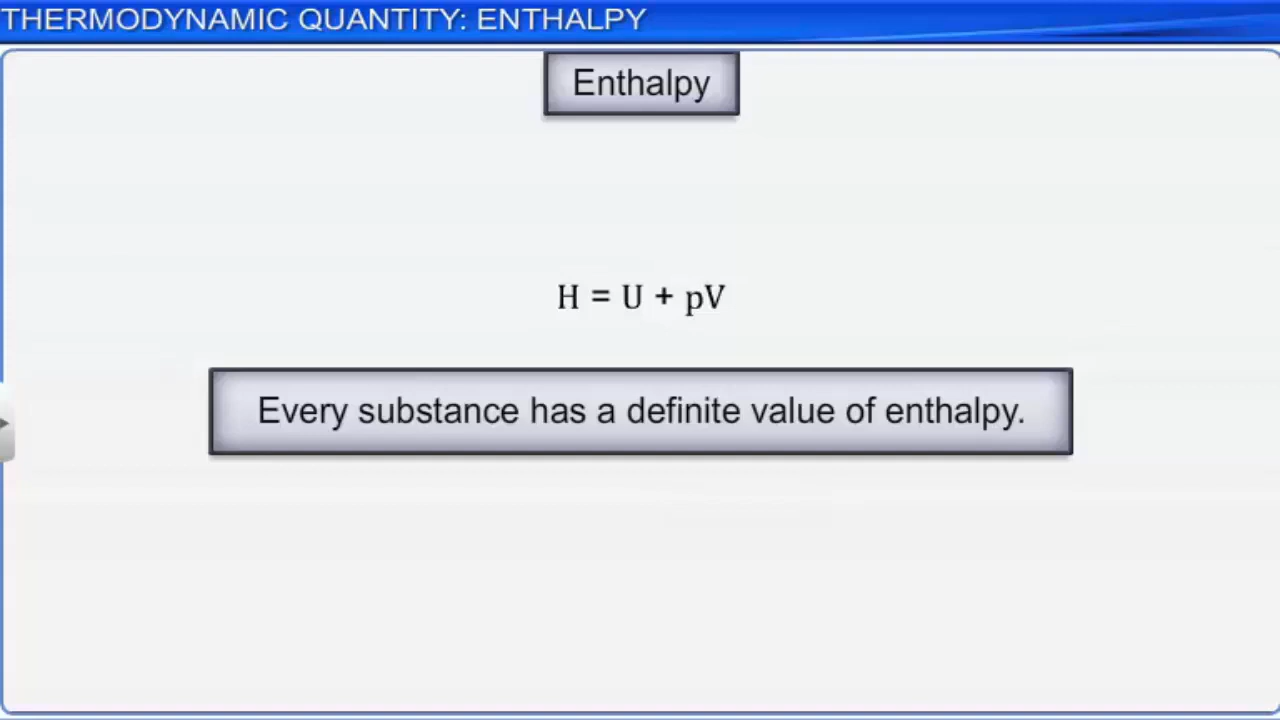 THERMODYNAMIC QUANTITY: ENTHALPY
Enthalpy
H = U + pV
Every substance has a definite value of enthalpy.